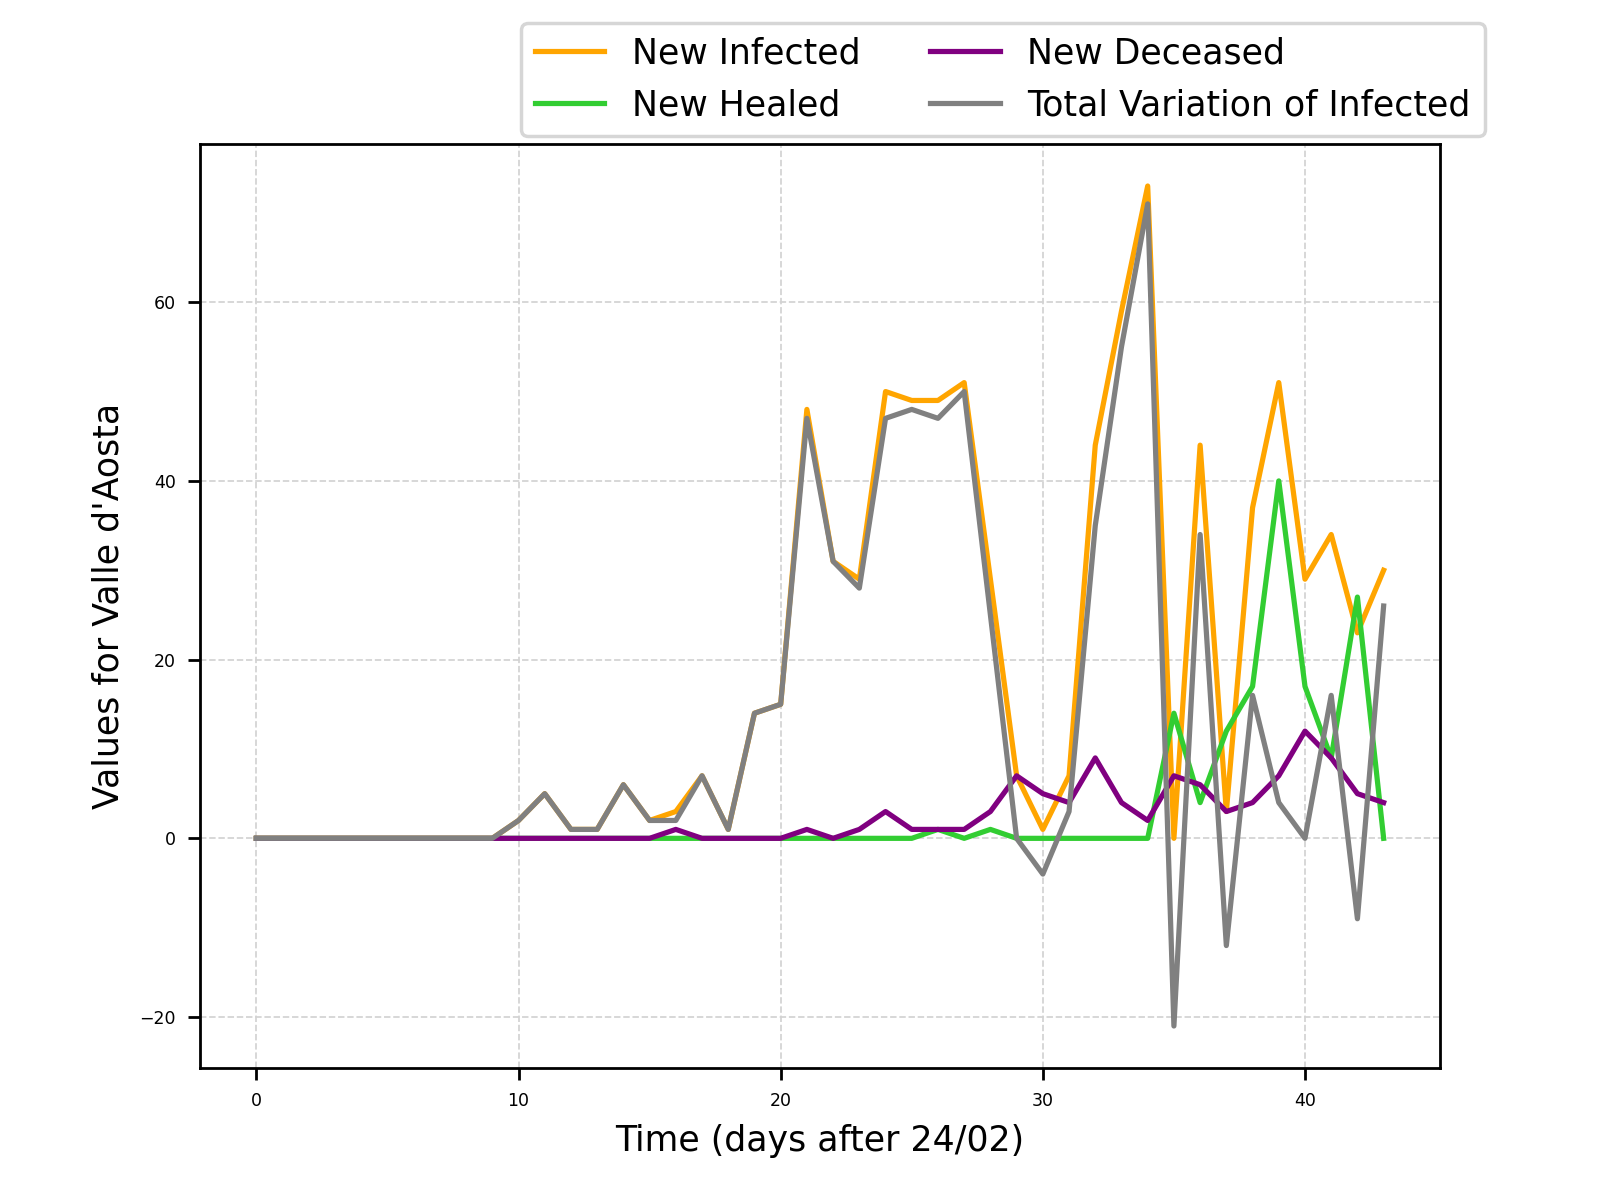 New Infected
New Healed
New Deceased
Total Variation of Infected
Values for Valle d'Aosta
60
40
20
0
−20
0 10 20 30 40
Time (days after 24/02)